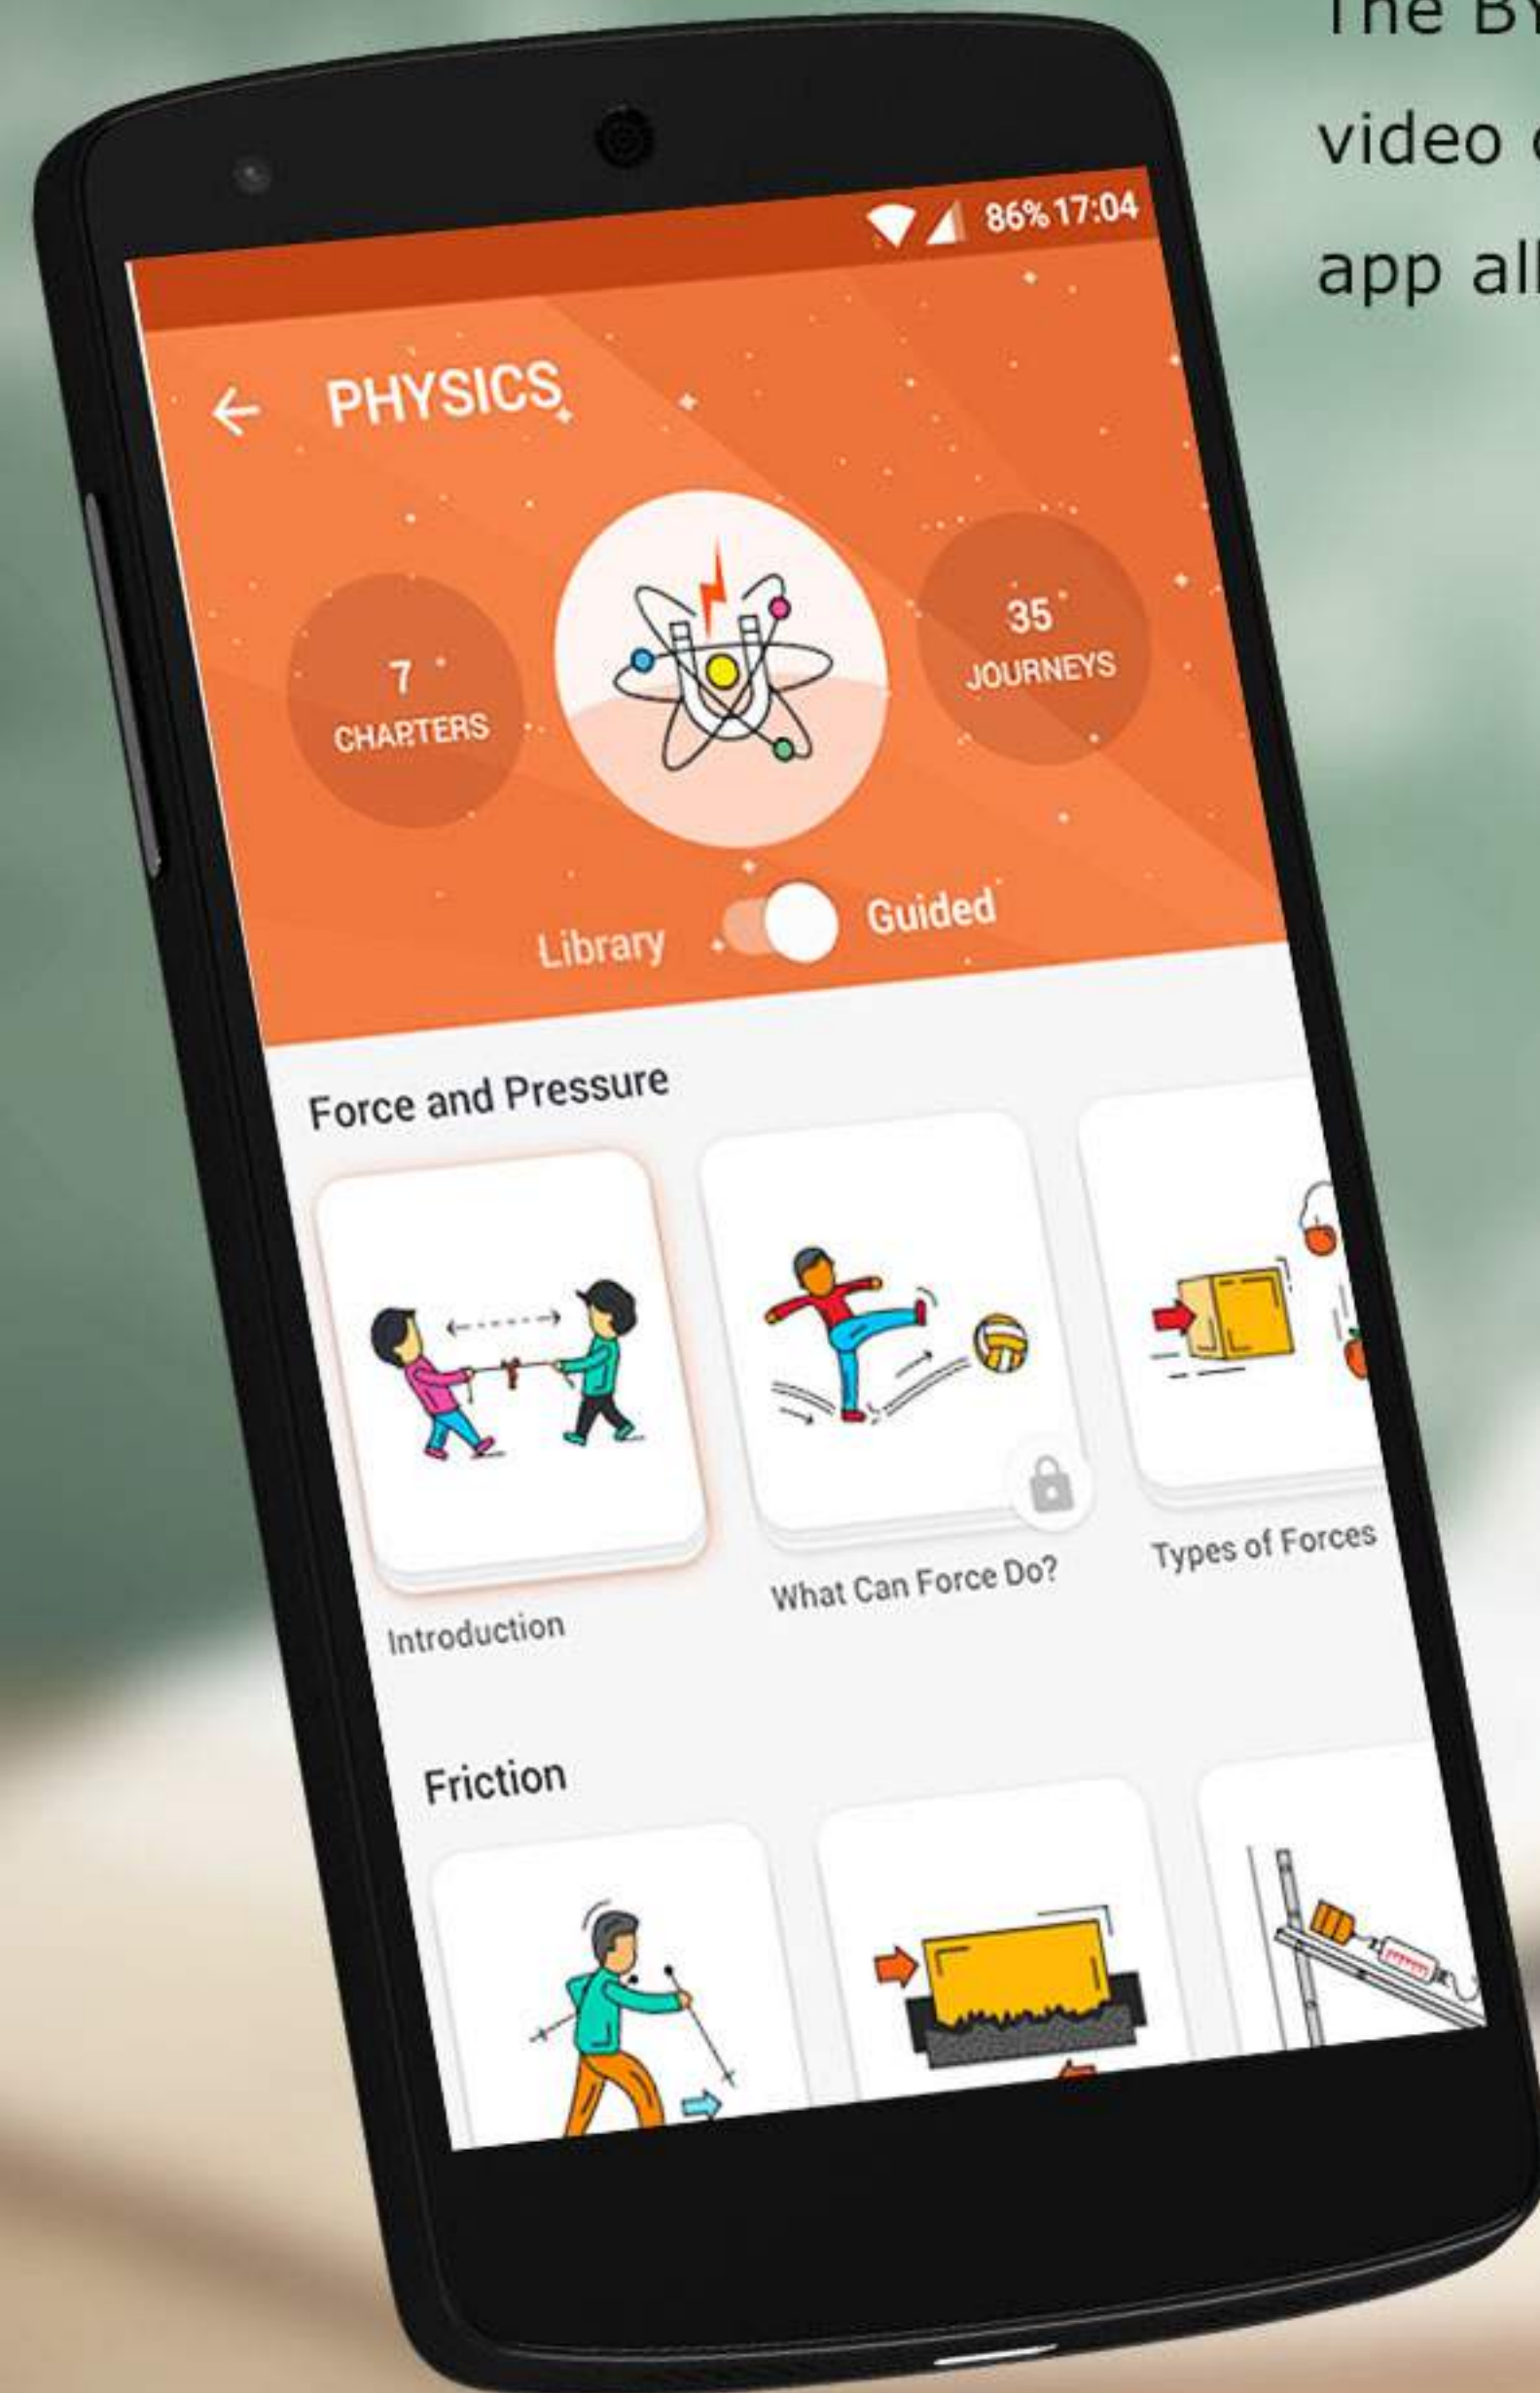 The
video
app
86% 17:04
PHYSICS
7
CHAPTERS
35
JOURNEYS
Library
Guided
Force and Pressure
Introduction
What Can Force Do?
Types of Forces
Friction